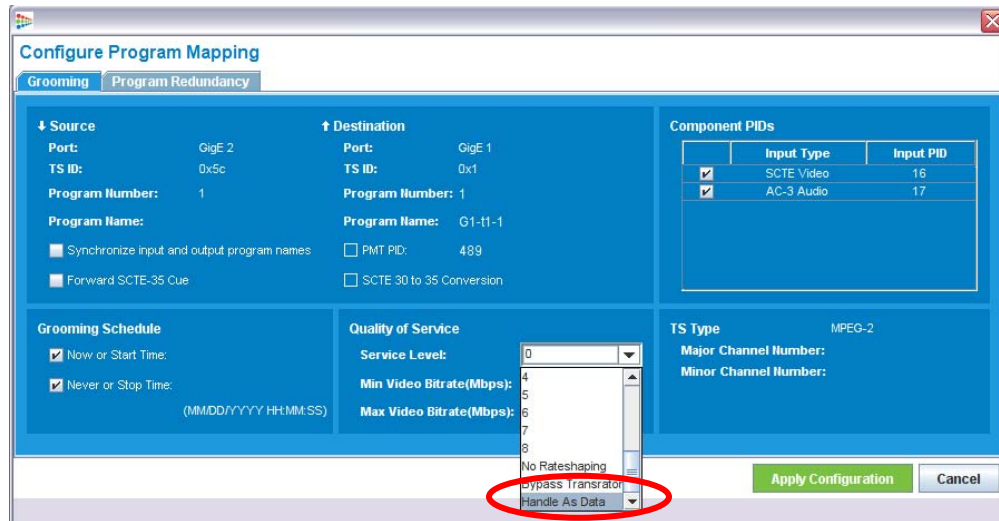 Configure Program Mapping
Grooming
Program Redundancy
Source
Port: GigE 2
TS ID: 0x5c
Program Number: 1
Program Name:
Synchronize input and output program names
Forward SCTE-35 Cue
Destination
Port: GigE 1
TS ID: 0x1
Program Number: 1
Program Name: G1-t1-1
PMT PID: 489
SCTE 30 to 35 Conversion
Component PIDs
Input Type Input PID
SCTE Video 16
AC-3 Audio 17
Grooming Schedule
Now or Start Time:
Never or Stop Time:
(MM/DD/YYYY HH:MM:SS)
Quality of Service
Service Level: 0
Min Video Bitrate(Mbps):
Max Video Bitrate(Mbps):
4
5
6
7
8
No Rateshaping
Bypass Transrator
Handle As Data
TS Type MPEG-2
Major Channel Number:
Minor Channel Number:
Apply Configuration
Cancel